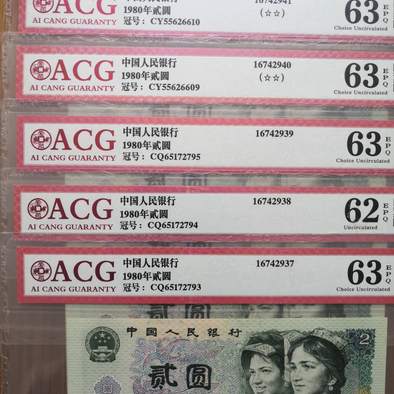 ACG
AI CANG GUARANTY
1980年贰圆
冠号: CY55626610
16742941
(☆☆)
63 EPQ
Choice Uncirculated
ACG
AI CANG GUARANTY
中国人民银行
1980年贰圆
冠号: CY55626609
16742940
(☆☆)
63 EPQ
Choice Uncirculated
ACG
AI CANG GUARANTY
中国人民银行
1980年贰圆
冠号: CQ65172795
16742939
63 EPQ
Choice Uncirculated
ACG
AI CANG GUARANTY
中国人民银行
1980年贰圆
冠号: CQ65172794
16742938
62 EPQ
Uncirculated
ACG
AI CANG GUARANTY
中国人民银行
1980年贰圆
冠号: CQ65172793
16742937
63 EPQ
Choice Uncirculated
中国人民银行
贰圆
2